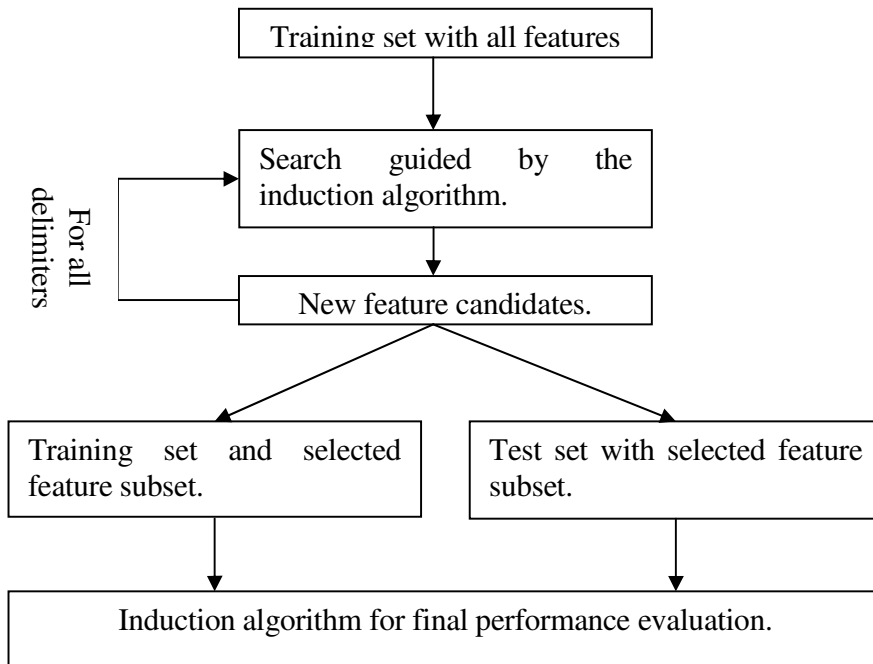 Training set with all features
Search guided by the
induction algorithm.
For all
delimiters
New feature candidates.
Training set and selected
feature subset.
Test set with selected feature
subset.
Induction algorithm for final performance evaluation.